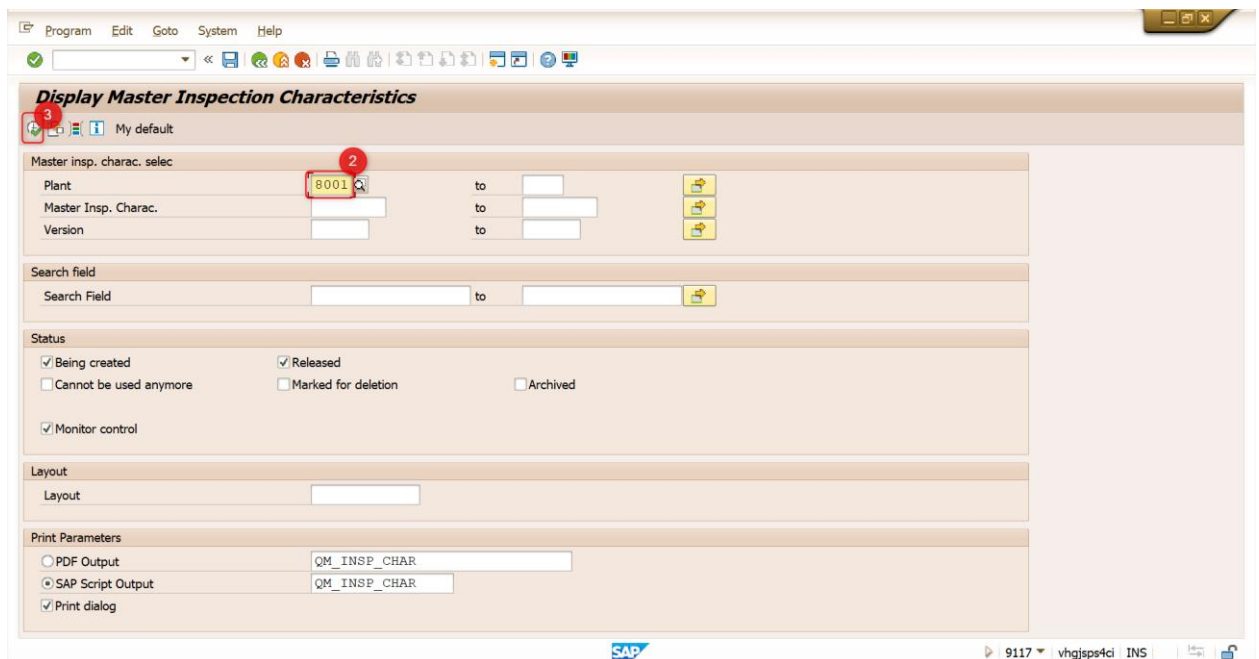 Program Edit Goto System Help
Display Master Inspection Characteristics
3
My default
Master insp. charac. selec
2
Plant 8001 to
Master Insp. Charac. to
Version to
Search field
Search Field to
Status
Being created Released
Cannot be used anymore Marked for deletion Archived
Monitor control
Layout
Layout
Print Parameters
PDF Output QM_INSP_CHAR
SAP Script Output QM_INSP_CHAR
Print dialog
SAP 9117 vhgjsps4ci INS